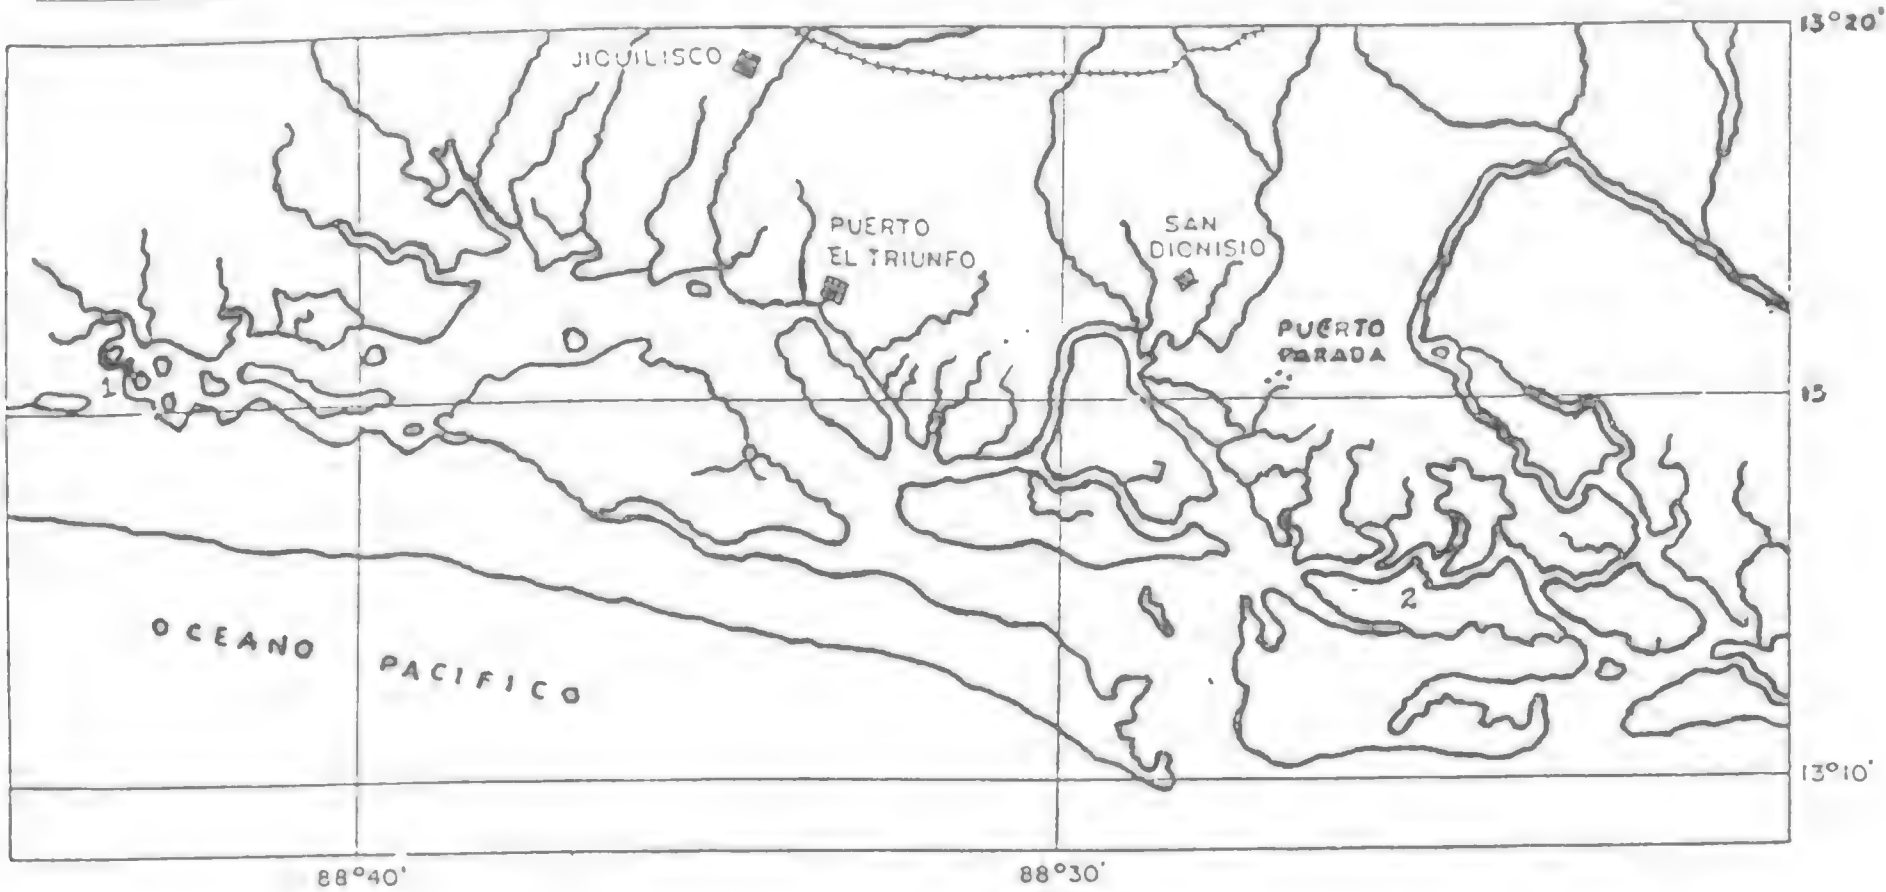 13°20'
JIQUILISCO
PUERTO
EL TRIUNFO
SAN
DIONISIO
PUERTO
PARADA
1
15
2
OCEANO PACIFICO
13°10'
88°40'
88°30'